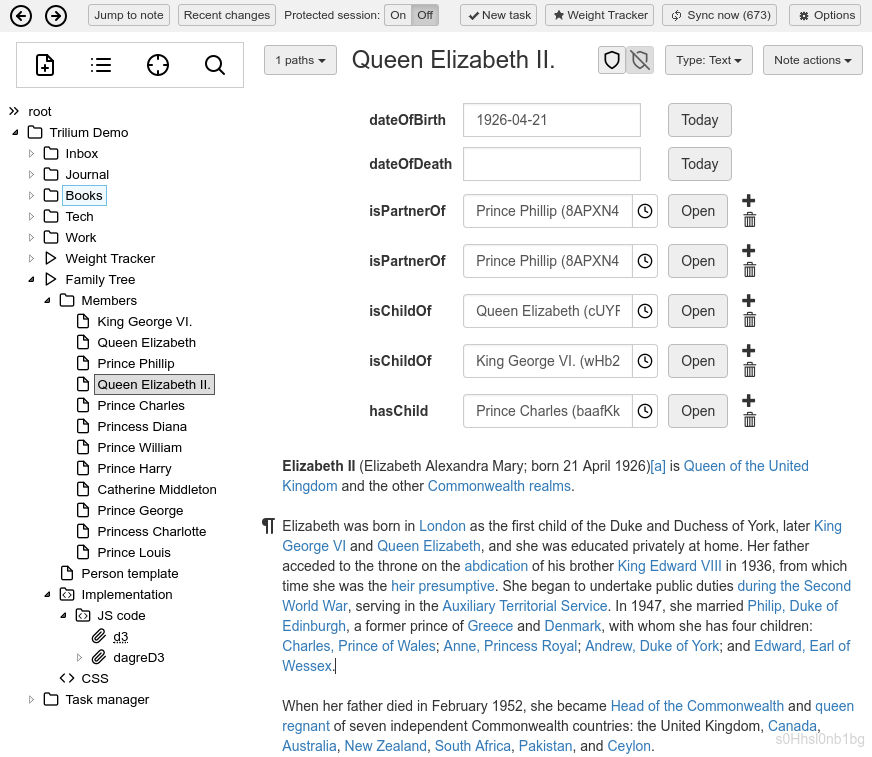 Jump to note Recent changes Protected session: On Off New task Weight Tracker Sync now (673) Options
1 paths Queen Elizabeth II. Type: Text Note actions
root
Trilium Demo
Inbox
Journal
Books
Tech
Work
Weight Tracker
Family Tree
Members
King George VI.
Queen Elizabeth
Prince Phillip
Queen Elizabeth II.
Prince Charles
Princess Diana
Prince William
Prince Harry
Catherine Middleton
Prince George
Princess Charlotte
Prince Louis
Person template
Implementation
JS code
d3
dagreD3
CSS
Task manager
dateOfBirth 1926-04-21 Today
dateOfDeath Today
isPartnerOf Prince Phillip (8APXN4 Open
isPartnerOf Prince Phillip (8APXN4 Open
isChildOf Queen Elizabeth (cUYF Open
isChildOf King George VI. (wHb2 Open
hasChild Prince Charles (baafKk Open
Elizabeth II (Elizabeth Alexandra Mary; born 21 April 1926)[a] is Queen of the United
Kingdom and the other Commonwealth realms.
¶ Elizabeth was born in London as the first child of the Duke and Duchess of York, later King
George VI and Queen Elizabeth, and she was educated privately at home. Her father
acceded to the throne on the abdication of his brother King Edward VIII in 1936, from which
time she was the heir presumptive. She began to undertake public duties during the Second
World War, serving in the Auxiliary Territorial Service. In 1947, she married Philip, Duke of
Edinburgh, a former prince of Greece and Denmark, with whom she has four children:
Charles, Prince of Wales; Anne, Princess Royal; Andrew, Duke of York; and Edward, Earl of
Wessex.
When her father died in February 1952, she became Head of the Commonwealth and queen
regnant of seven independent Commonwealth countries: the United Kingdom, Canada,
Australia, New Zealand, South Africa, Pakistan, and Ceylon.
s0Hhsl0nb1bg